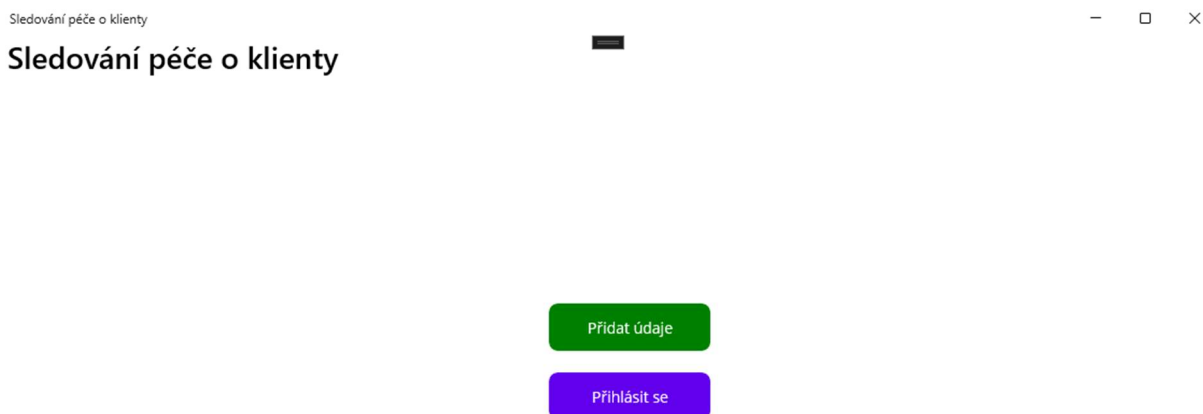 Sledování péče o klienty
Sledování péče o klienty
Přidat údaje
Přihlásit se